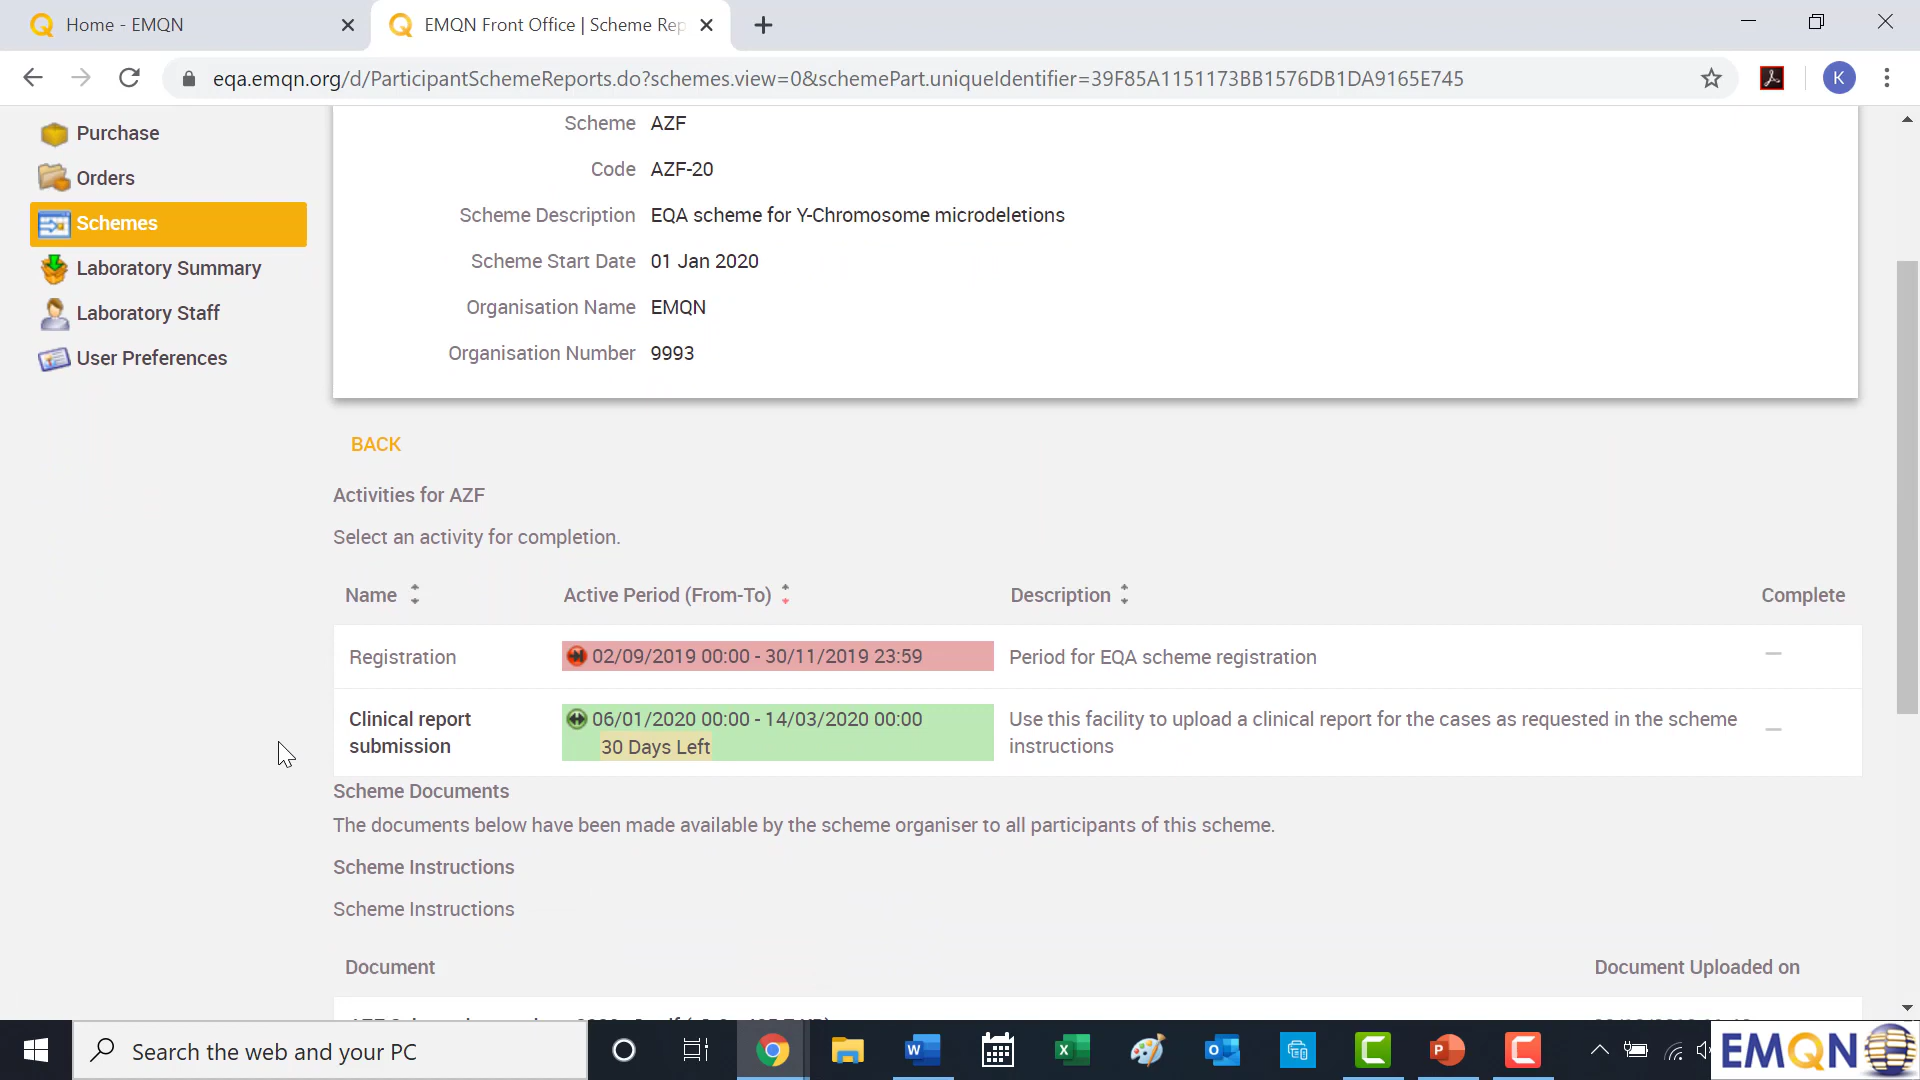 Home - EMQN
EMQN Front Office | Scheme Rep
eqa.emqn.org/d/ParticipantSchemeReports.do?schemes.view=0&schemePart.uniqueIdentifier=39F85A1151173BB1576DB1DA9165E745
K
Purchase
Orders
Schemes
Laboratory Summary
Laboratory Staff
User Preferences
Scheme AZF
Code AZF-20
Scheme Description EQA scheme for Y-Chromosome microdeletions
Scheme Start Date 01 Jan 2020
Organisation Name EMQN
Organisation Number 9993
BACK
Activities for AZF
Select an activity for completion.
Name Active Period (From-To) Description Complete
Registration 02/09/2019 00:00 - 30/11/2019 23:59 Period for EQA scheme registration
Clinical report 06/01/2020 00:00 - 14/03/2020 00:00 Use this facility to upload a clinical report for the cases as requested in the scheme
submission 30 Days Left instructions
Scheme Documents
The documents below have been made available by the scheme organiser to all participants of this scheme.
Scheme Instructions
Scheme Instructions
Document Document Uploaded on
Search the web and your PC
EMQN